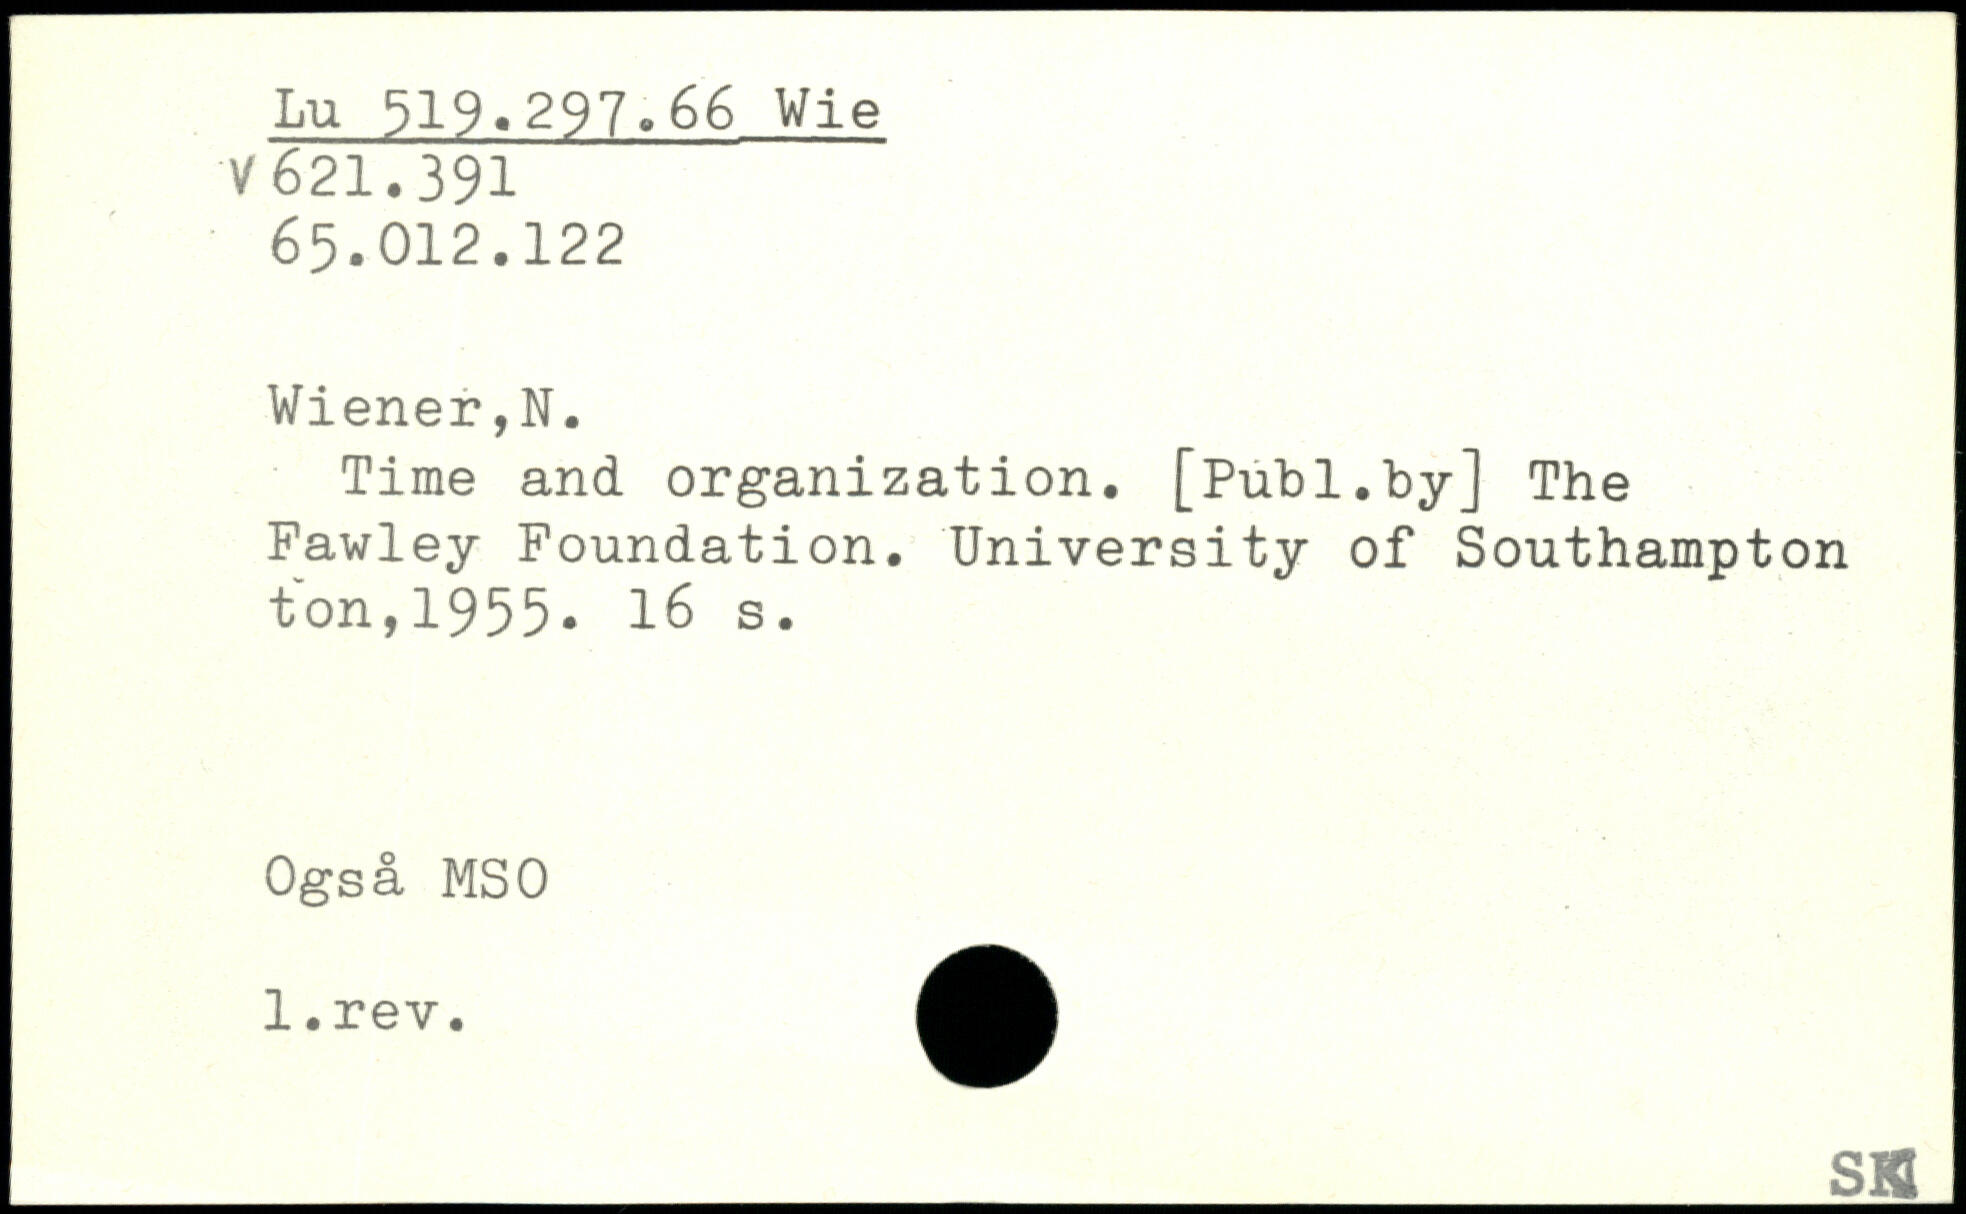 Lu 519.297.66 Wie
v 621.391
65.012.122
Wiener,N.
Time and organization. [Publ.by] The
Fawley Foundation. University of Southampton
ton,1955. 16 s.
Også MSO
1.rev.
SK